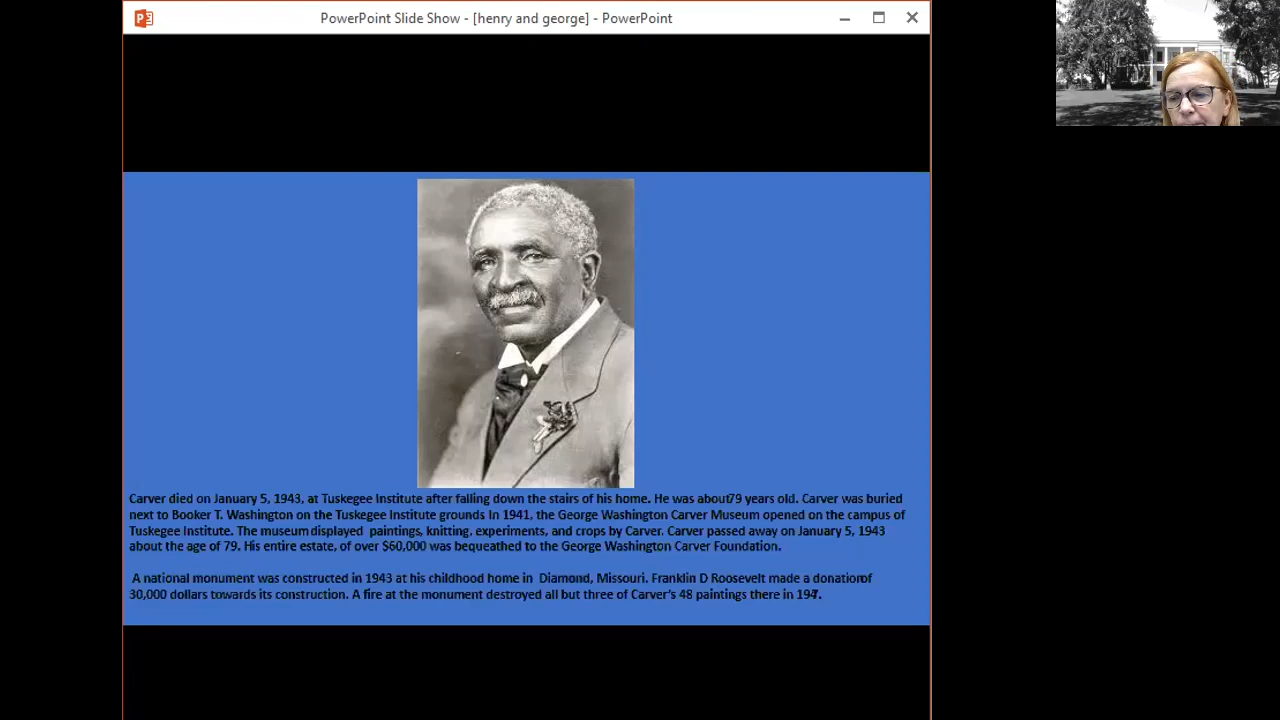 PowerPoint Slide Show - [henry and george] - PowerPoint
Carver died on January 5, 1943, at Tuskegee Institute after falling down the stairs of his home. He was about79 years old. Carver was buried
next to Booker T. Washington on the Tuskegee Institute grounds In 1941, the George Washington Carver Museum opened on the campus of
Tuskegee Institute. The museum displayed paintings, knitting, experiments, and crops by Carver. Carver passed away on January 5, 1943
about the age of 79. His entire estate, of over $60,000 was bequeathed to the George Washington Carver Foundation.
A national monument was constructed in 1943 at his childhood home in Diamond, Missouri. Franklin D Roosevelt made a donation of
30,000 dollars towards its construction. A fire at the monument destroyed all but three of Carver's 48 paintings there in 1947.